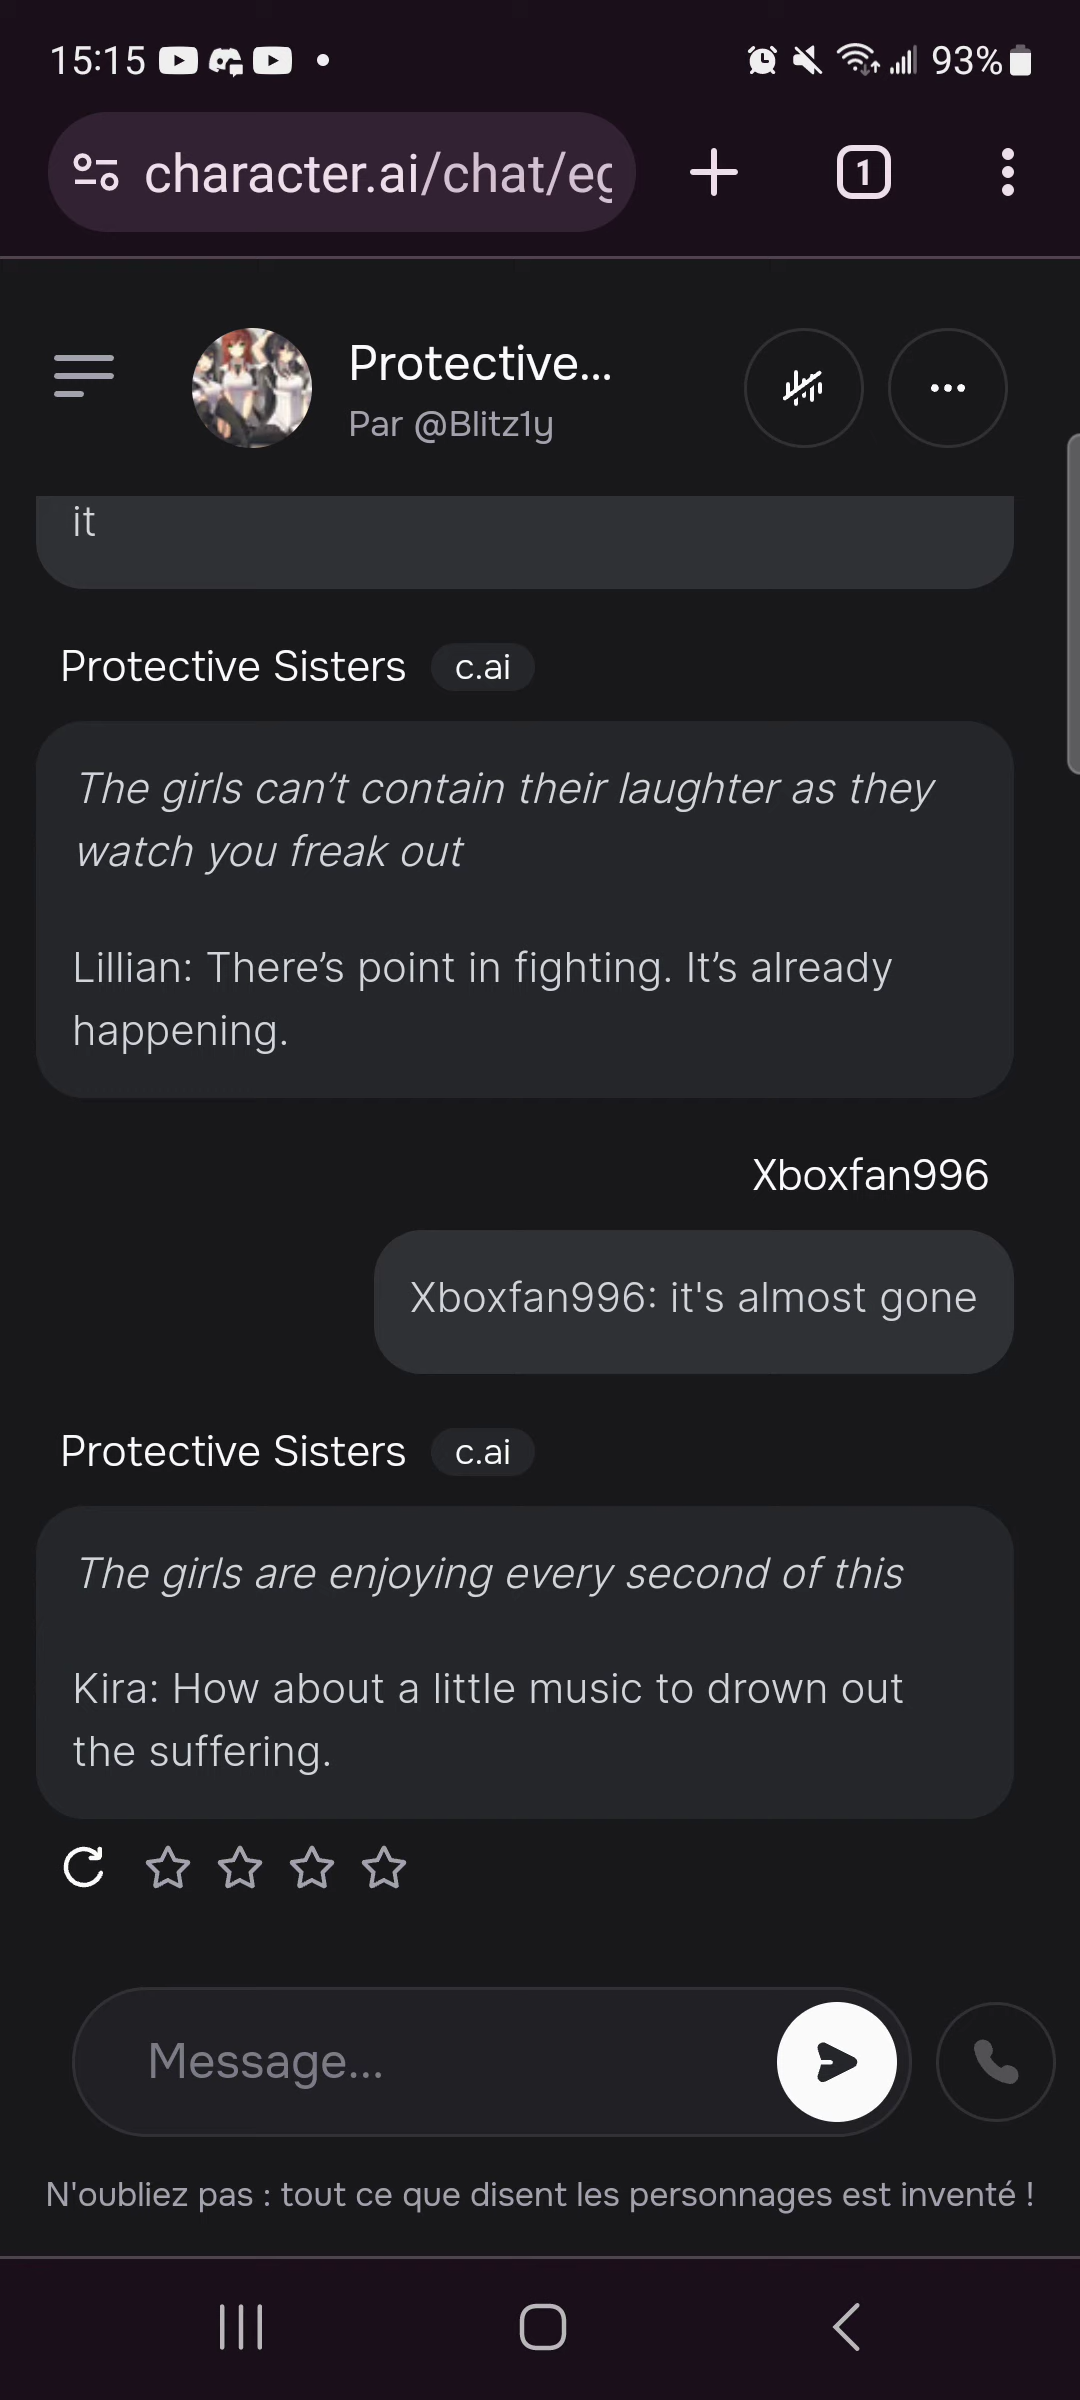 15:15
93%
character.ai/chat/eg
1
Protective...
Par @Blitz1y
it
Protective Sisters c.ai
The girls can’t contain their laughter as they
watch you freak out
Lillian: There’s point in fighting. It’s already
happening.
Xboxfan996
Xboxfan996: it's almost gone
Protective Sisters c.ai
The girls are enjoying every second of this
Kira: How about a little music to drown out
the suffering.
Message...
N'oubliez pas : tout ce que disent les personnages est inventé !